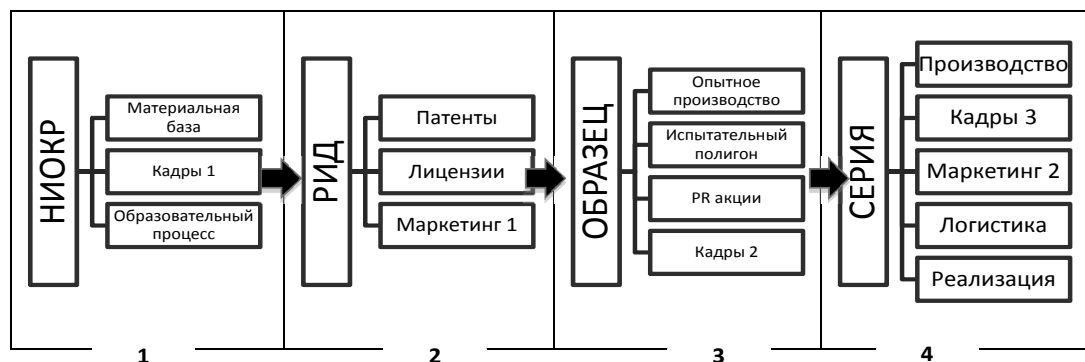 НИОКР
Материальная
база
Кадры 1
Образовательный
процесс
РИД
Патенты
Лицензии
Маркетинг 1
ОБРАЗЕЦ
Опытное
производство
Испытательный
полигон
PR акции
Кадры 2
СЕРИЯ
Производство
Кадры 3
Маркетинг 2
Логистика
Реализация
1
2
3
4